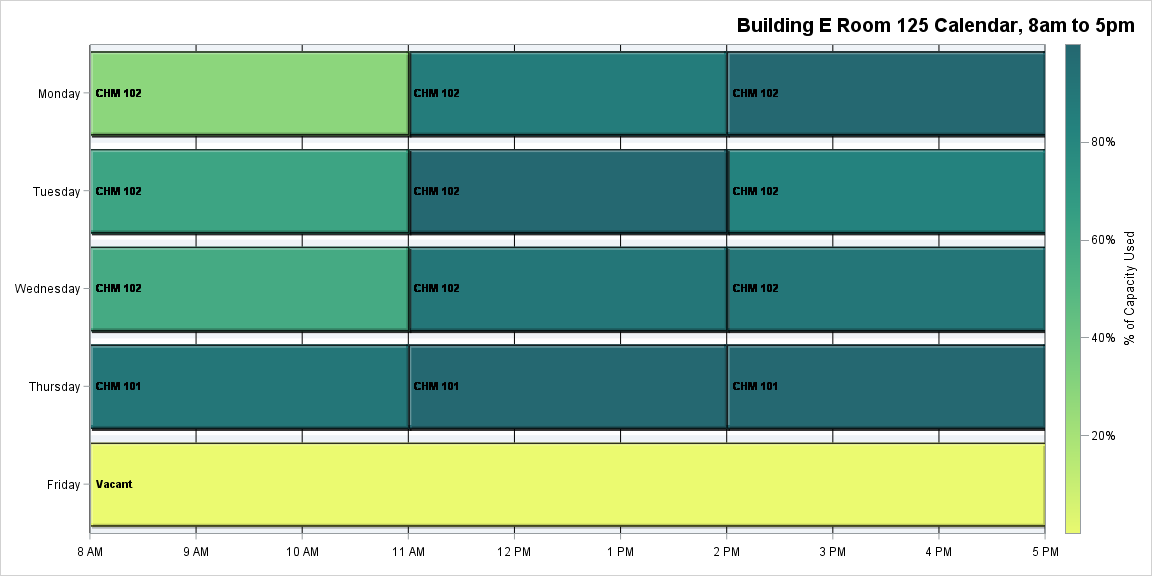 Building E Room 125 Calendar, 8am to 5pm
Monday
CHM 102
CHM 102
CHM 102
Tuesday
CHM 102
CHM 102
CHM 102
Wednesday
CHM 102
CHM 102
CHM 102
Thursday
CHM 101
CHM 101
CHM 101
Friday
Vacant
8 AM
9 AM
10 AM
11 AM
12 PM
1 PM
2 PM
3 PM
4 PM
5 PM
80%
60%
40%
20%
% of Capacity Used